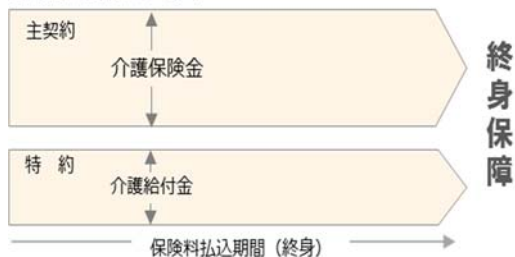 主契約
介護保険金
特 約
介護給付金
保険料払込期間（終身）
終身保障